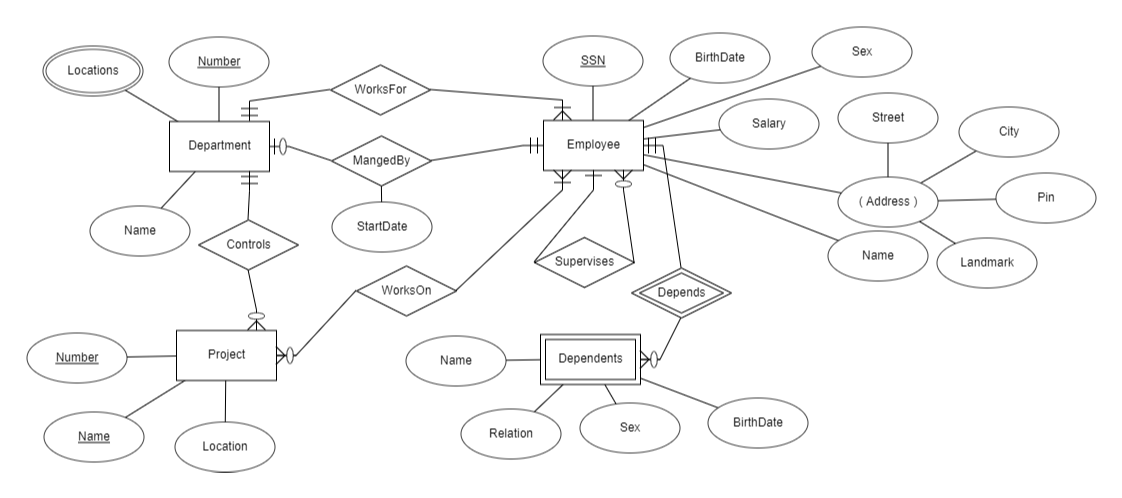 Locations
Number
SSN
BirthDate
Sex
WorksFor
Salary
Street
City
Department
MangedBy
Employee
( Address )
Pin
Name
StartDate
Controls
Supervises
Name
Landmark
WorksOn
Depends
Number
Project
Name
Dependents
Name
Location
Relation
Sex
BirthDate